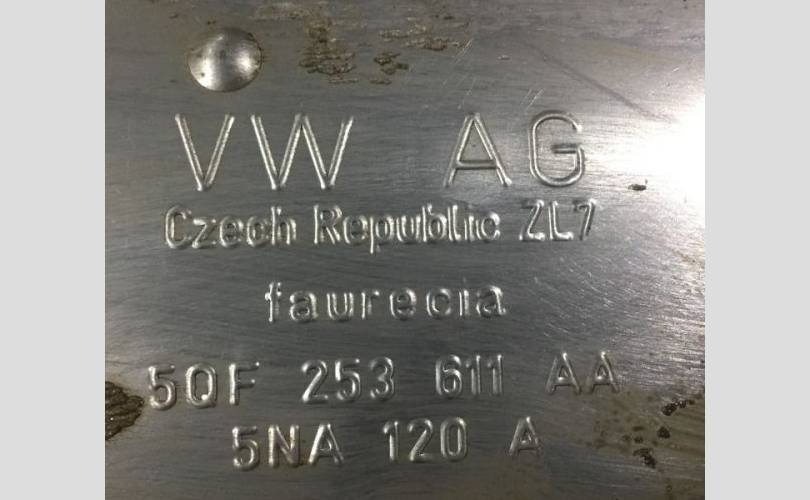 VW AG
Czech Republic ZL7
faurecia
5QF 253 611 AA
5NA 120 A